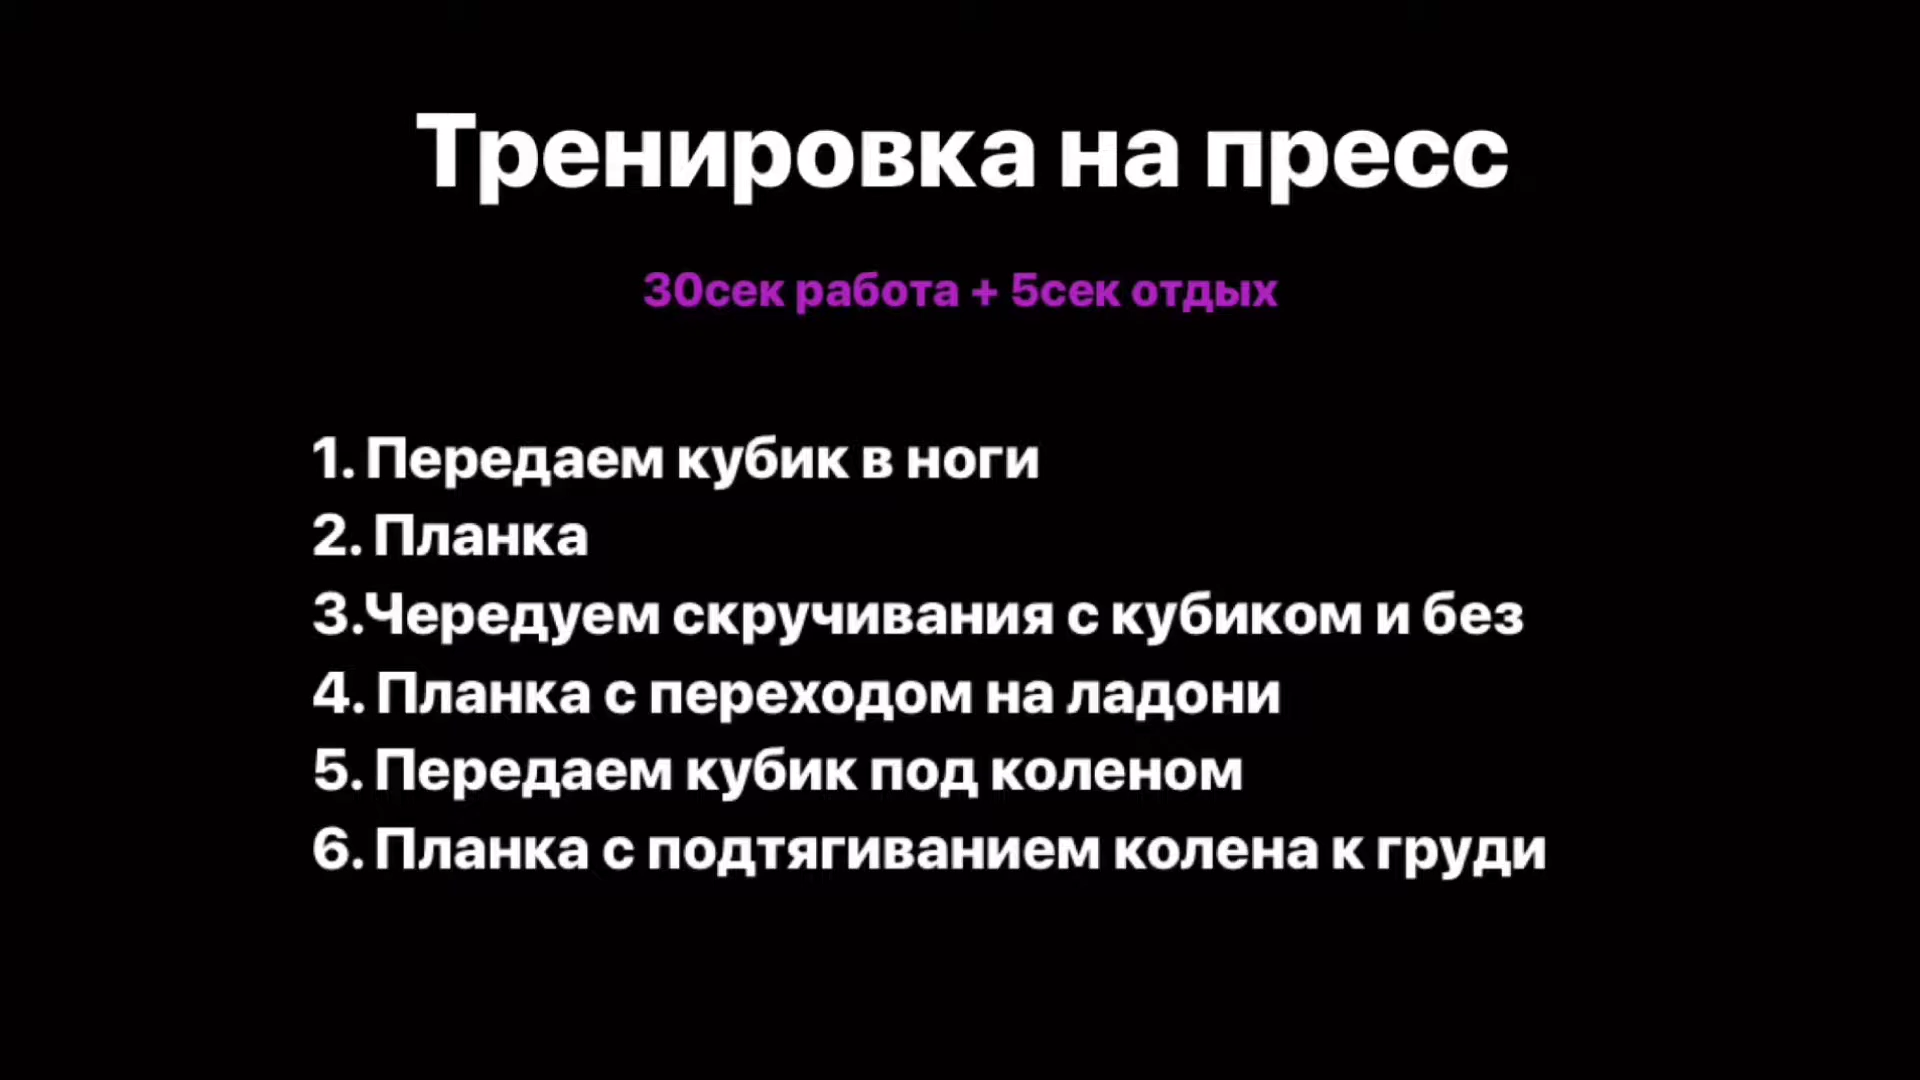 Тренировка на пресс
30сек работа + 5сек отдых
1. Передаем кубик в ноги
2. Планка
3.Чередуем скручивания с кубиком и без
4. Планка с переходом на ладони
5. Передаем кубик под коленом
6. Планка с подтягиванием колена к груди